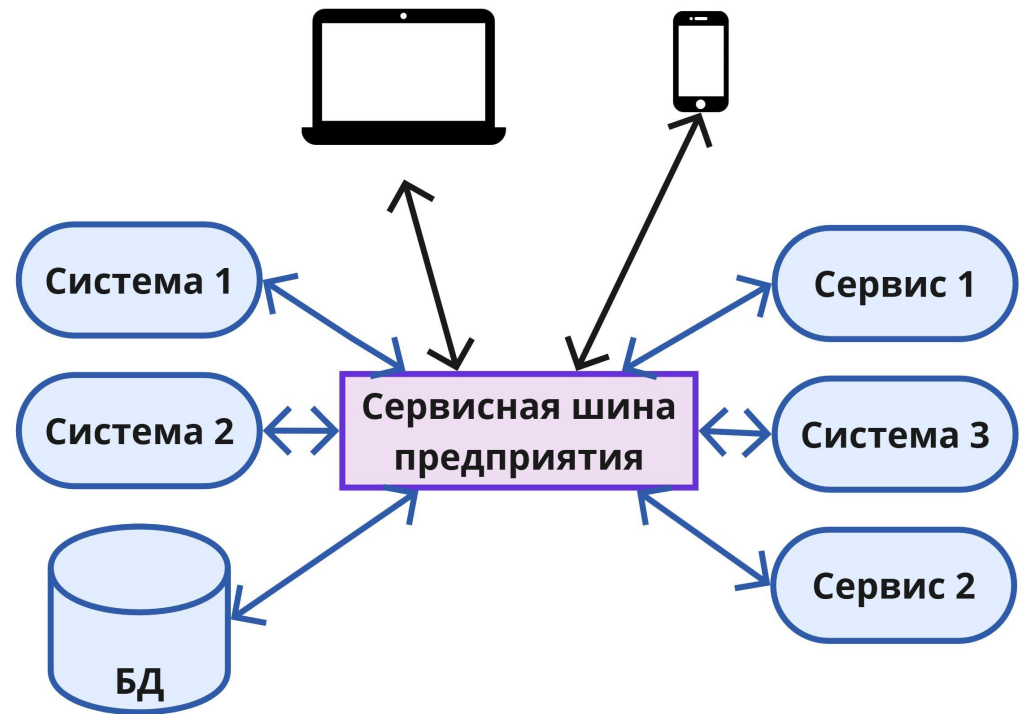 Система 1
Сервис 1
Сервисная шина
предприятия
Система 2
Система 3
Сервис 2
БД